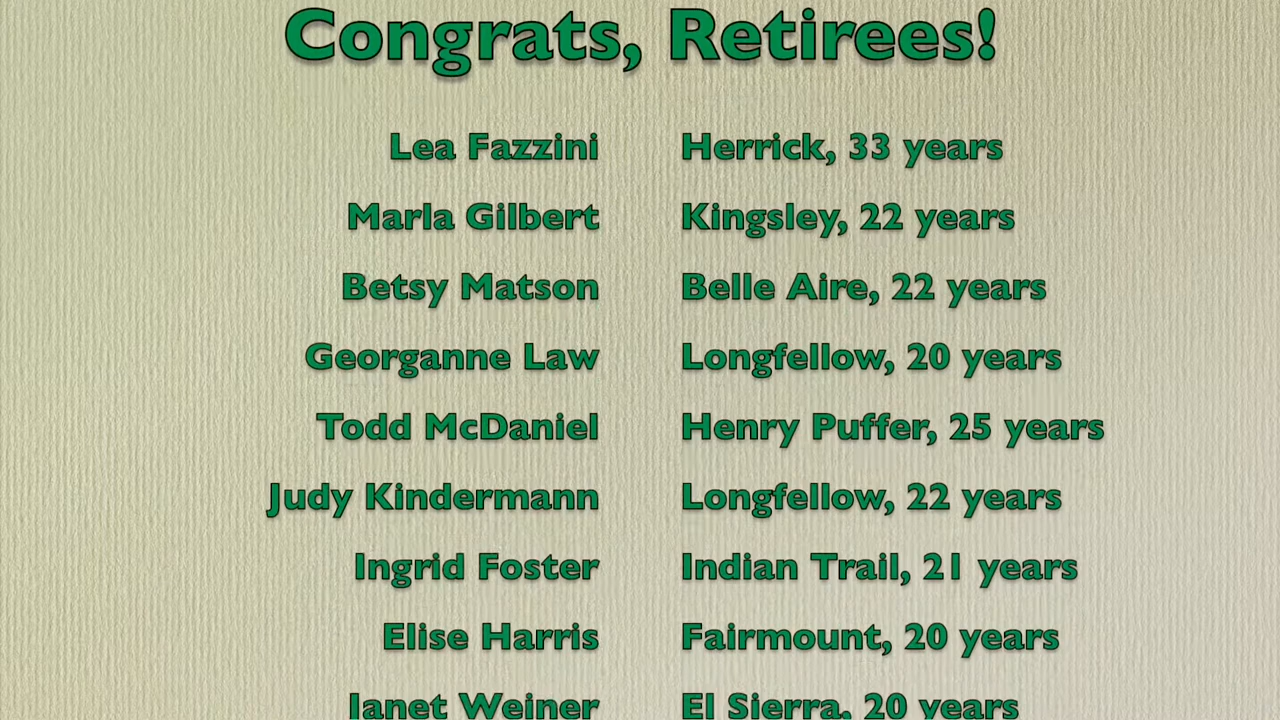 Congrats, Retirees!
Lea Fazzini Herrick, 33 years
Marla Gilbert Kingsley, 22 years
Betsy Matson Belle Aire, 22 years
Georganne Law Longfellow, 20 years
Todd McDaniel Henry Puffer, 25 years
Judy Kindermann Longfellow, 22 years
Ingrid Foster Indian Trail, 21 years
Elise Harris Fairmount, 20 years
Janet Weiner El Sierra, 20 years